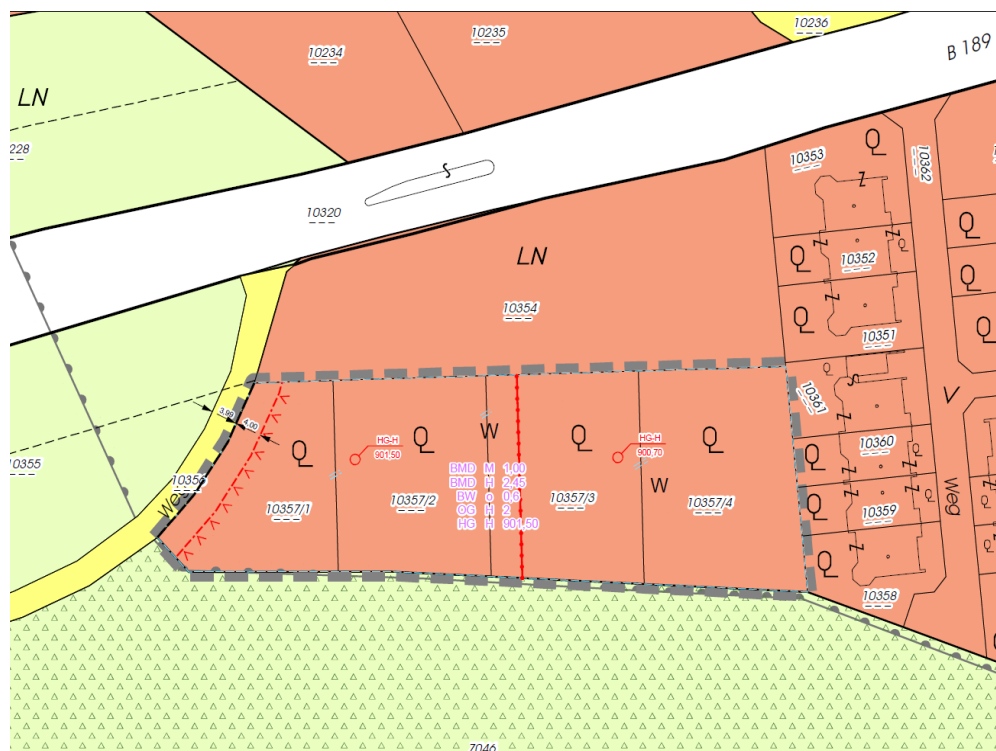 10236
10235
10234
B 189
LN
228
10353
10362
10320
LN
10352
10354
10351
10361
3,99
4,00
V
HG-H
901,50
HG-H
900,70
W
10360
10355
10356
Weg
BMD M 1,00
BMD H 2,45
BW o 0,6
OG H 2
HG H 901,50
W
Weg
10357/1
10357/2
10357/3
10357/4
10359
10358
7046